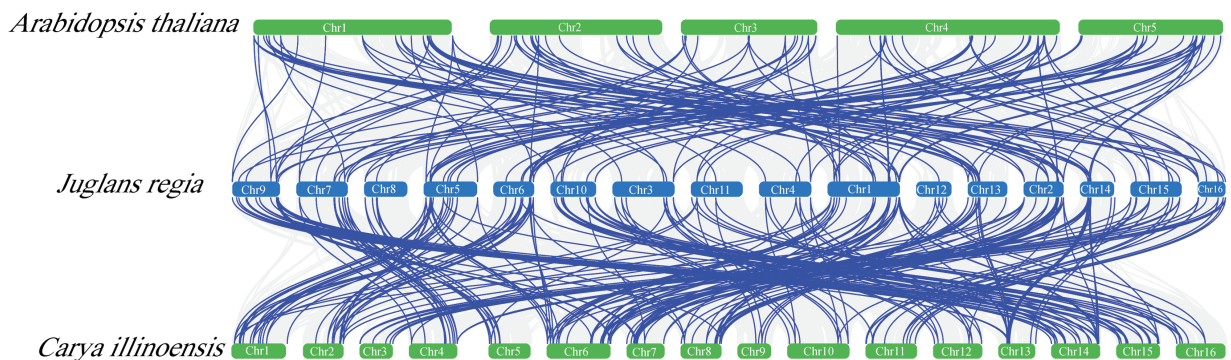 Arabidopsis thaliana Chr1 Chr2 Chr3 Chr4 Chr5
Juglans regia Chr9 Chr7 Chr8 Chr5 Chr6 Chr10 Chr3 Chr11 Chr4 Chr1 Chr12 Chr13 Chr2 Chr14 Chr15 Chr16
Carya illinoensis Chr1 Chr2 Chr3 Chr4 Chr5 Chr6 Chr7 Chr8 Chr9 Chr10 Chr11 Chr12 Chr13 Chr14 Chr15 Chr16